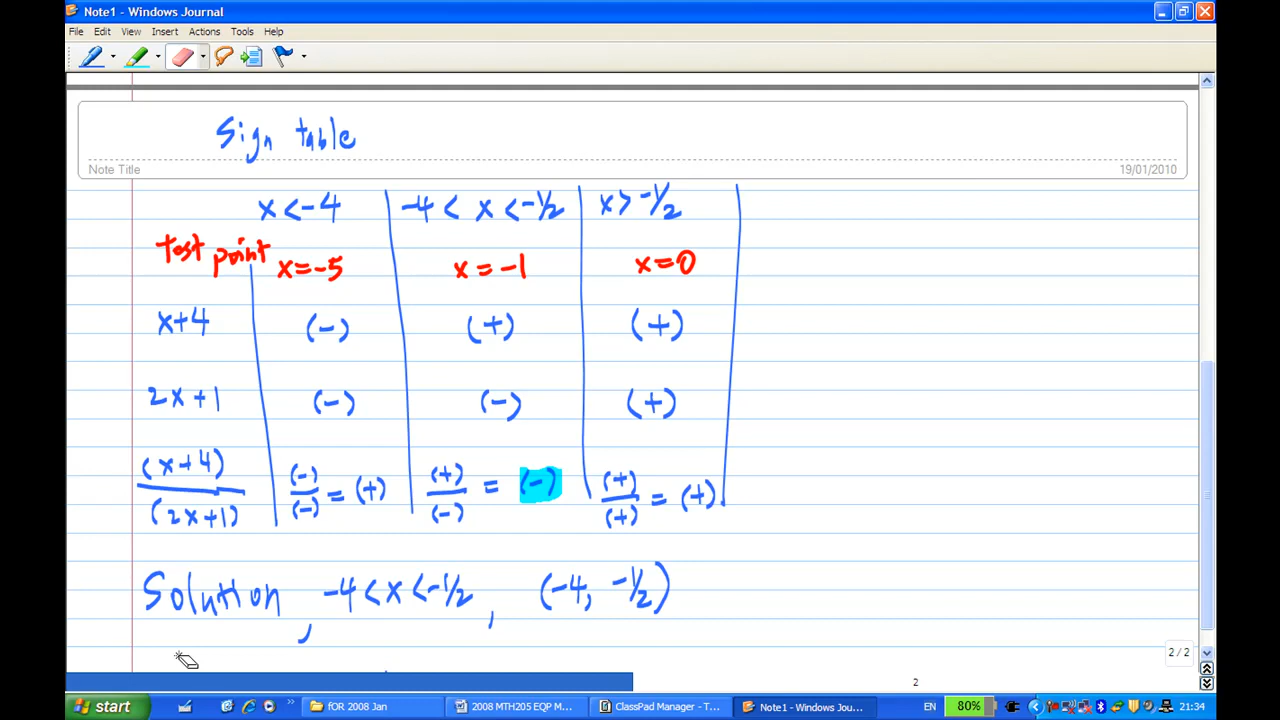 Note1 - Windows Journal
File Edit View Insert Actions Tools Help
Sign table
Note Title 19/01/2010
x < -4 -4 < x < -1/2 x > -1/2
test point x = -5 x = -1 x = 0
x+4 (-) (+) (+)
2x+1 (-) (-) (+)
(x+4)/(2x+1) (-)/(-) = (+) (+)/(-) = (-) (+)/(+) = (+)
Solution, -4 < x < -1/2, (-4, -1/2)
2 / 2
2
start fOR 2008 Jan 2008 MTH205 EQP M... ClassPad Manager - T... Note1 - Windows Jou... EN 80% 21:34